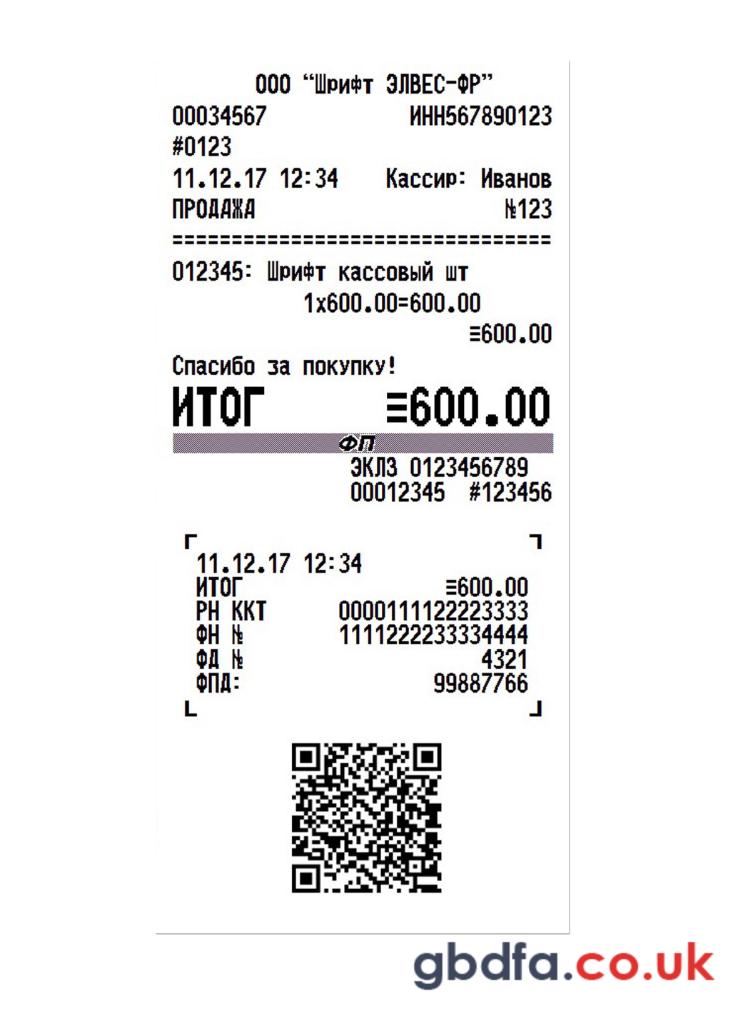 ООО “Шрифт ЭЛВЕС-ФР”
00034567 ИНН567890123
#0123
11.12.17 12:34 Кассир: Иванов
ПРОДАЖА №123
================================
012345: Шрифт кассовый шт
1х600.00=600.00
≡600.00
Спасибо за покупку!
ИТОГ ≡600.00
ФП
ЭКЛЗ 0123456789
00012345 #123456
11.12.17 12:34
ИТОГ ≡600.00
РН ККТ 0000111122223333
ФН № 1111222233334444
ФД № 4321
ФПД: 99887766
gbdfa.co.uk